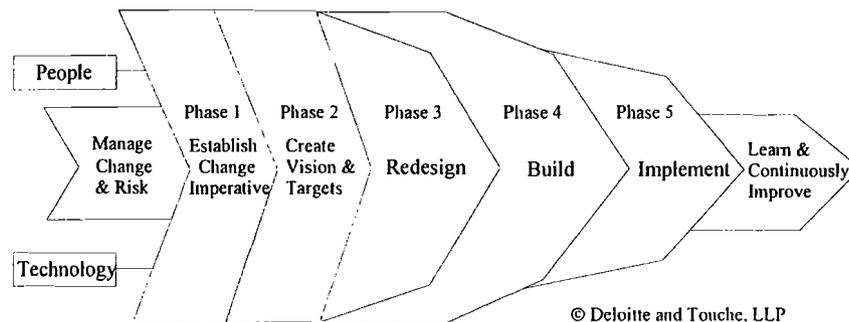 People
Manage
Change
& Risk
Technology
Phase 1
Establish
Change
Imperative
Phase 2
Create
Vision &
Targets
Phase 3
Redesign
Phase 4
Build
Phase 5
Implement
Learn &
Continuously
Improve
© Deloitte and Touche, LLP